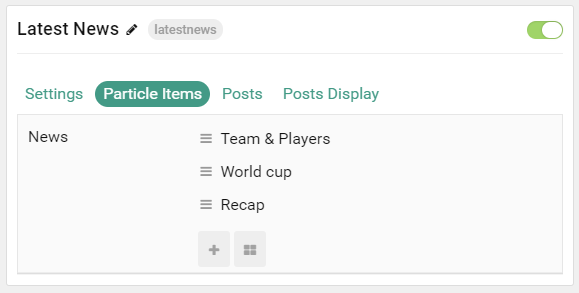 Latest News latestnews
Settings Particle Items Posts Posts Display
News
Team & Players
World cup
Recap